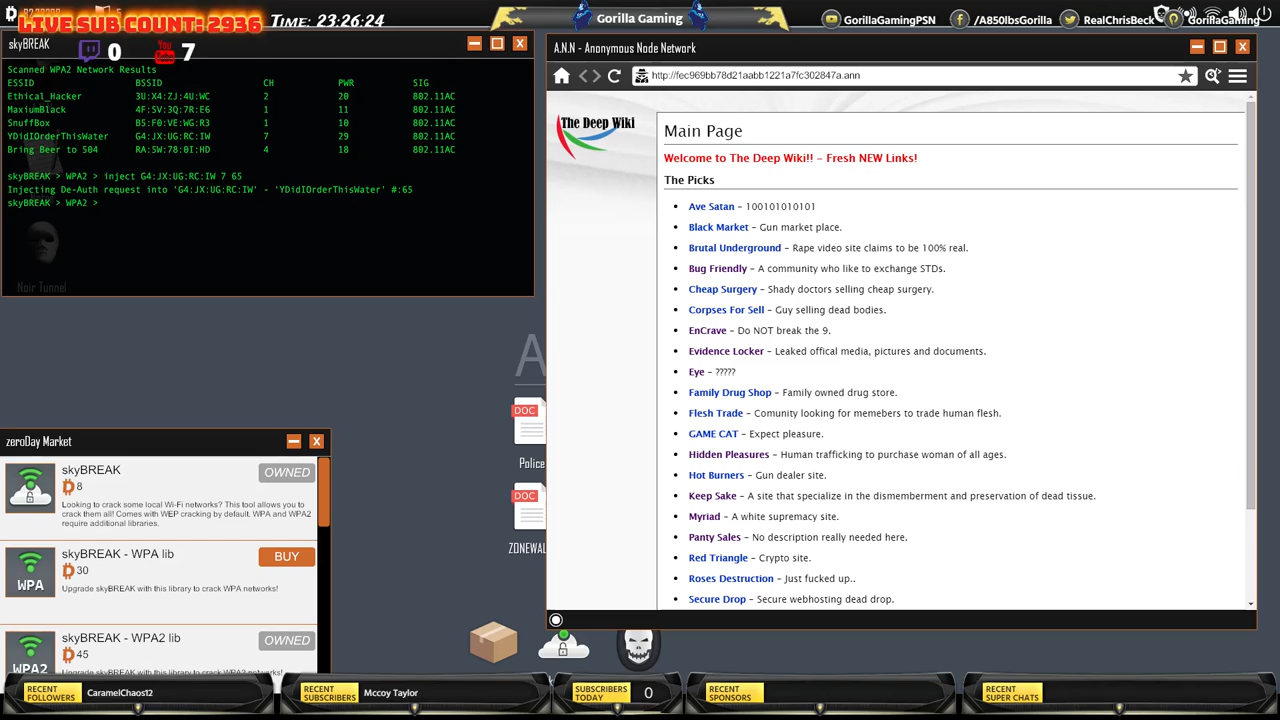 LIVE SUB COUNT: 2936
TIME: 23:26:24
Gorilla Gaming
GorillaGamingPSN
/A850lbsGorilla
RealChrisBeck
GorillaGaming
skyBREAK
0
You
7
Scanned WPA2 Network Results
ESSID BSSID CH PWR SIG
Ethical_Hacker 3U:X4:ZJ:4U:WC 2 20 802.11AC
MaxiumBlack 4F:SV:3Q:7R:E6 1 11 802.11AC
SnuffBox B5:F0:VE:WG:R3 1 10 802.11AC
YDidIOrderThisWater G4:JX:UG:RC:IW 7 29 802.11AC
Bring Beer to 504 RA:5W:78:0I:HD 4 18 802.11AC
skyBREAK > WPA2 > inject G4:JX:UG:RC:IW 7 65
Injecting De-Auth request into 'G4:JX:UG:RC:IW' - 'YDidIOrderThisWater' #:65
skyBREAK > WPA2 >
Noir Tunnel
A
DOC
Police
DOC
ZONEWAL
A.N.N - Anonymous Node Network
http://fec969bb78d21aabb1221a7fc302847a.ann
The Deep Wiki
Main Page
Welcome to The Deep Wiki!! - Fresh NEW Links!
The Picks
Ave Satan - 100101010101
Black Market - Gun market place.
Brutal Underground - Rape video site claims to be 100% real.
Bug Friendly - A community who like to exchange STDs.
Cheap Surgery - Shady doctors selling cheap surgery.
Corpses For Sell - Guy selling dead bodies.
EnCrave - Do NOT break the 9.
Evidence Locker - Leaked offical media, pictures and documents.
Eye - ?????
Family Drug Shop - Family owned drug store.
Flesh Trade - Comunity looking for memebers to trade human flesh.
GAME CAT - Expect pleasure.
Hidden Pleasures - Human trafficking to purchase woman of all ages.
Hot Burners - Gun dealer site.
Keep Sake - A site that specialize in the dismemberment and preservation of dead tissue.
Myriad - A white supremacy site.
Panty Sales - No description really needed here.
Red Triangle - Crypto site.
Roses Destruction - Just fucked up..
Secure Drop - Secure webhosting dead drop.
zeroDay Market
skyBREAK
OWNED
8
Looking to crack some local Wi-Fi networks? This tool allows you to
crack them all! Comes with WEP cracking by default. WPA and WPA2
require additional libraries.
skyBREAK - WPA lib
BUY
30
WPA
Upgrade skyBREAK with this library to crack WPA networks!
skyBREAK - WPA2 lib
OWNED
45
WPA2
Upgrade skyBREAK with this library to crack WPA2 networks!
RECENT FOLLOWERS
CaramelChaos12
RECENT SUBSCRIBERS
Mccoy Taylor
SUBSCRIBERS TODAY
0
RECENT SPONSORS
RECENT SUPER CHATS